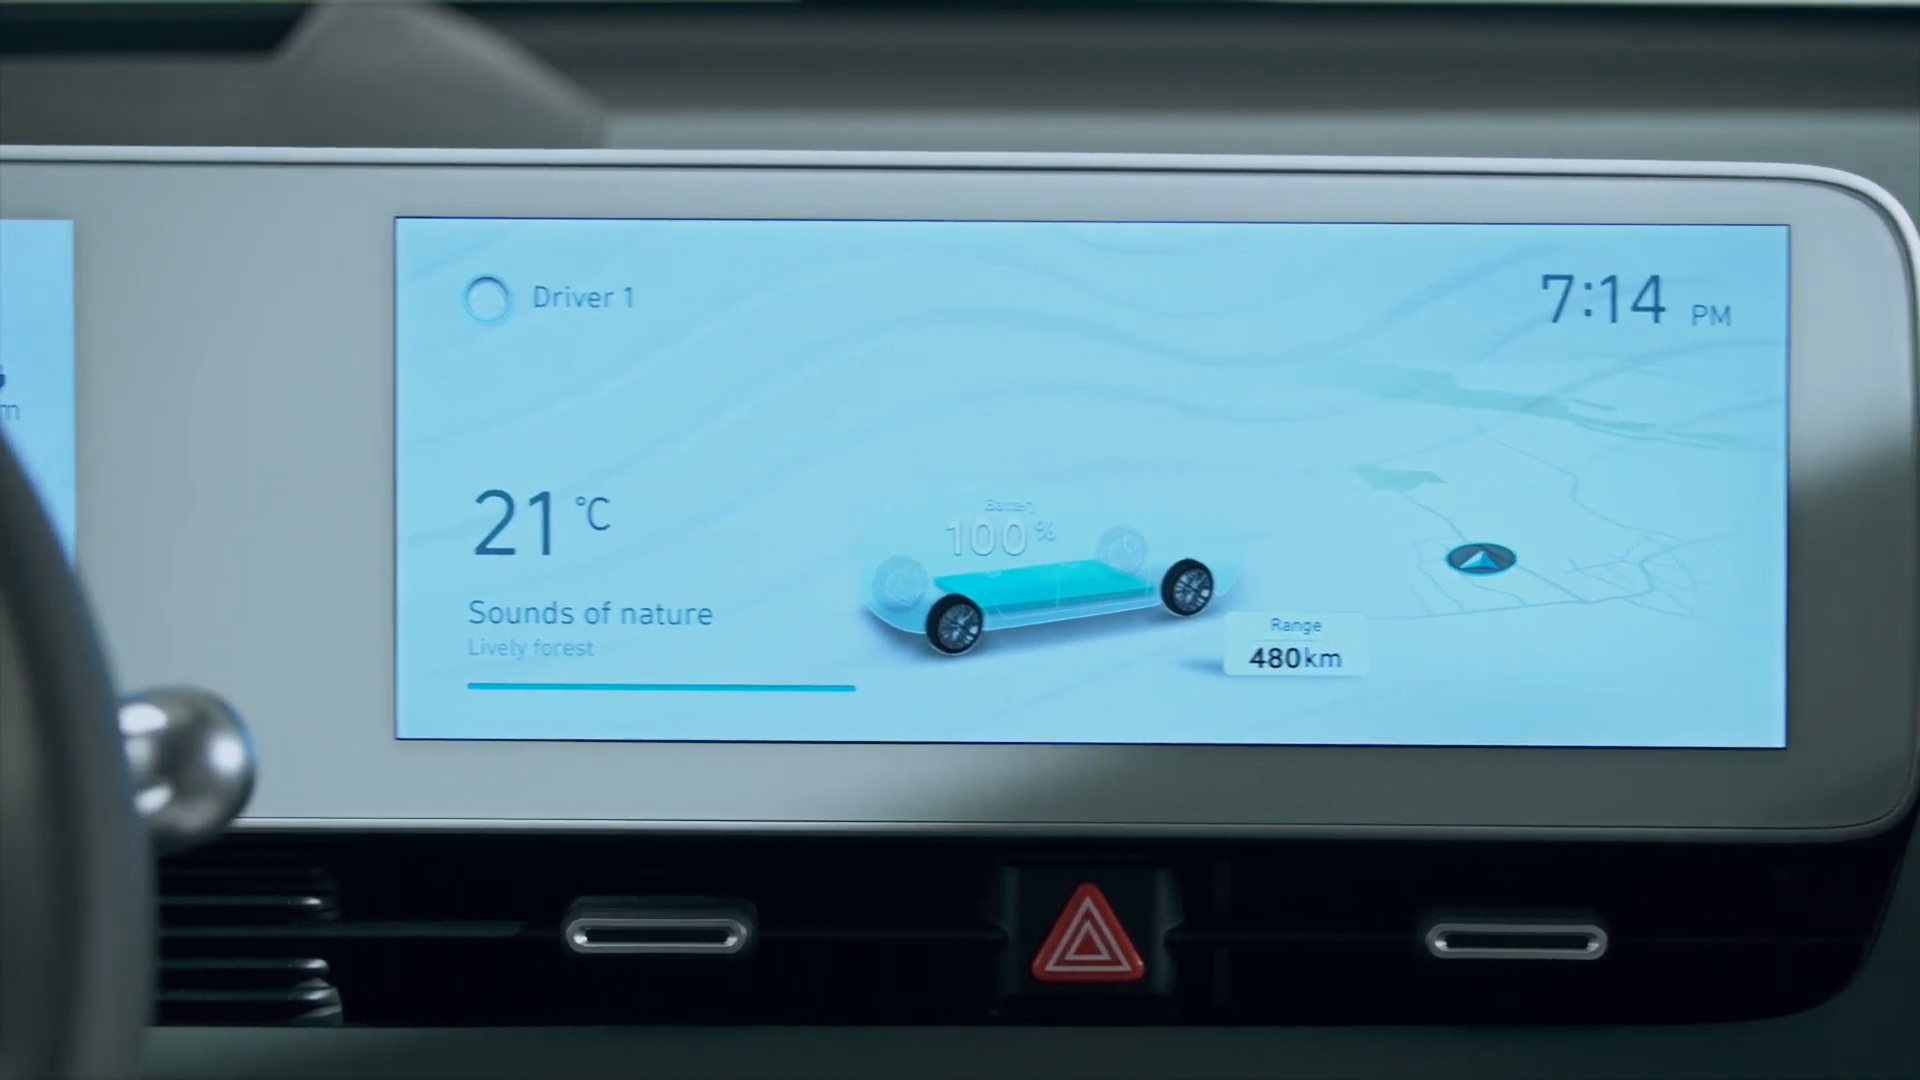 Driver 1
7:14 PM
21 °C
Battery
100 %
Sounds of nature
Lively forest
Range
480km